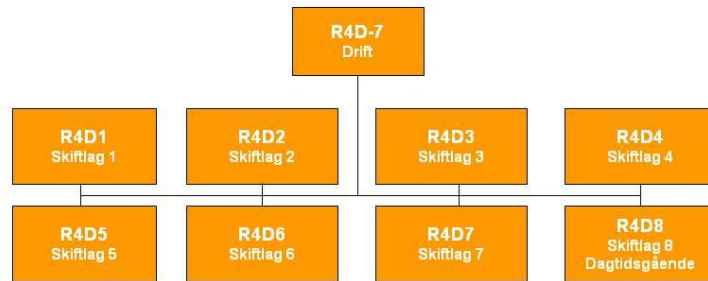 R4D-7
Drift
R4D1
Skiftlag 1
R4D2
Skiftlag 2
R4D3
Skiftlag 3
R4D4
Skiftlag 4
R4D5
Skiftlag 5
R4D6
Skiftlag 6
R4D7
Skiftlag 7
R4D8
Skiftlag 8
Dagtidsgående